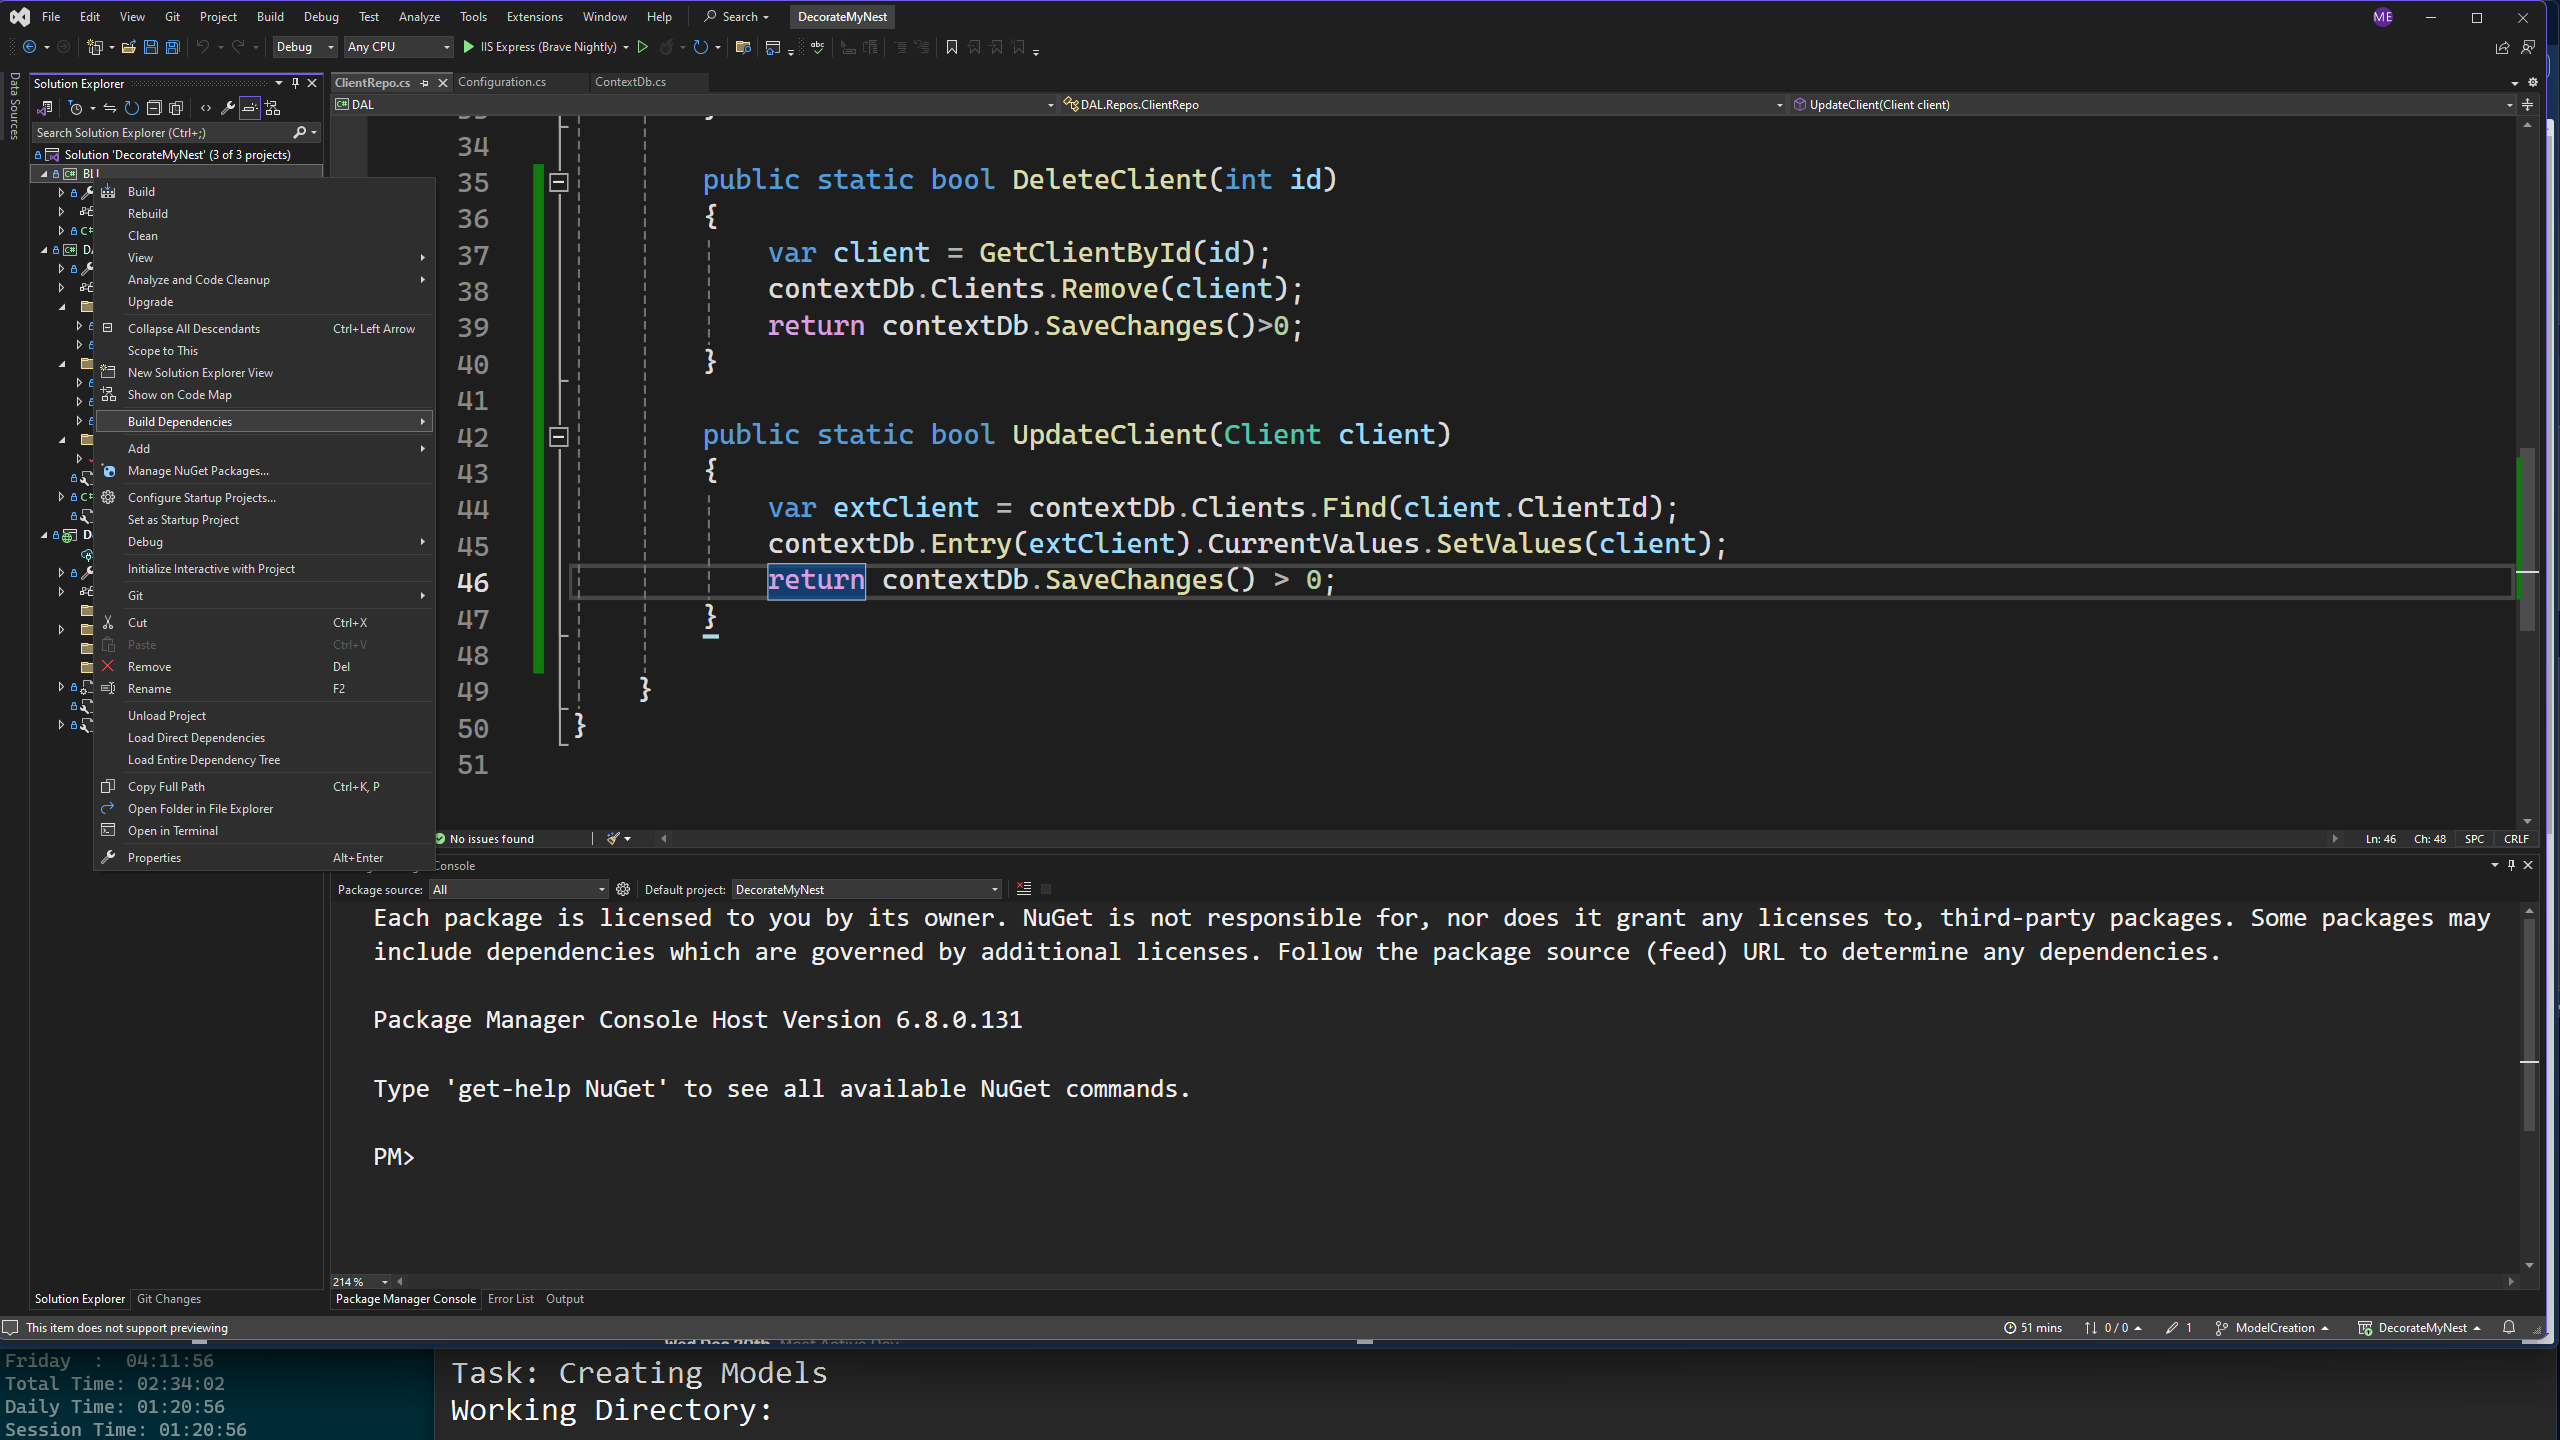 File Edit View Git Project Build Debug Test Analyze Tools Extensions Window Help Search DecorateMyNest ME
Debug Any CPU IIS Express (Brave Nightly)
Data Sources
Solution Explorer
Search Solution Explorer (Ctrl+;)
Solution 'DecorateMyNest' (3 of 3 projects)
Build
Rebuild
Clean
View
Analyze and Code Cleanup
Upgrade
Collapse All Descendants Ctrl+Left Arrow
Scope to This
New Solution Explorer View
Show on Code Map
Build Dependencies
Add
Manage NuGet Packages...
Configure Startup Projects...
Set as Startup Project
Debug
Initialize Interactive with Project
Git
Cut Ctrl+X
Paste Ctrl+V
Remove Del
Rename F2
Unload Project
Load Direct Dependencies
Load Entire Dependency Tree
Copy Full Path Ctrl+K, P
Open Folder in File Explorer
Open in Terminal
Properties Alt+Enter
ClientRepo.cs Configuration.cs ContextDb.cs
DAL DAL.Repos.ClientRepo UpdateClient(Client client)
34
35 public static bool DeleteClient(int id)
36 {
37 var client = GetClientById(id);
38 contextDb.Clients.Remove(client);
39 return contextDb.SaveChanges()>0;
40 }
41
42 public static bool UpdateClient(Client client)
43 {
44 var extClient = contextDb.Clients.Find(client.ClientId);
45 contextDb.Entry(extClient).CurrentValues.SetValues(client);
46 return contextDb.SaveChanges() > 0;
47 }
48
49 }
50 }
51
No issues found Ln: 46 Ch: 48 SPC CRLF
Console
Package source: All Default project: DecorateMyNest
Each package is licensed to you by its owner. NuGet is not responsible for, nor does it grant any licenses to, third-party packages. Some packages may
include dependencies which are governed by additional licenses. Follow the package source (feed) URL to determine any dependencies.
Package Manager Console Host Version 6.8.0.131
Type 'get-help NuGet' to see all available NuGet commands.
PM>
214 %
Solution Explorer Git Changes
Package Manager Console Error List Output
This item does not support previewing 51 mins 0 / 0 1 ModelCreation DecorateMyNest
Friday : 04:11:56
Total Time: 02:34:02
Daily Time: 01:20:56
Session Time: 01:20:56
Task: Creating Models
Working Directory: